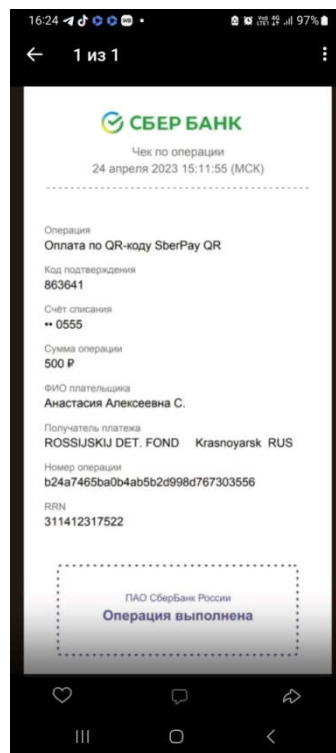 16:24
97%
1 из 1
СБЕР БАНК
Чек по операции
24 апреля 2023 15:11:55 (МСК)
Операция
Оплата по QR-коду SberPay QR
Код подтверждения
863641
Счёт списания
•• 0555
Сумма операции
500 ₽
ФИО плательщика
Анастасия Алексеевна С.
Получатель платежа
ROSSIJSKIJ DET. FOND Krasnoyarsk RUS
Номер операции
b24a7465ba0b4ab5b2d998d767303556
RRN
311412317522
ПАО СберБанк России
Операция выполнена